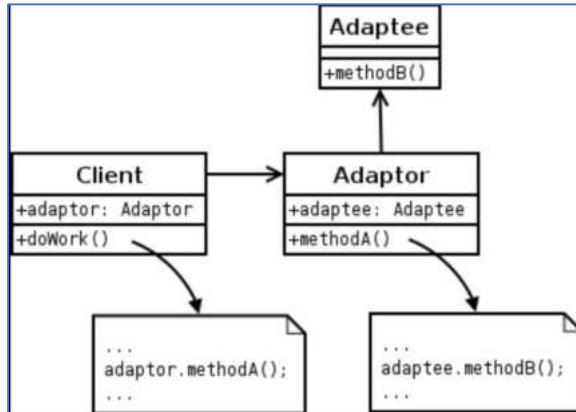 Adaptee
+methodB()
Client
+adaptor: Adaptor
+doWork()
Adaptor
+adaptee: Adaptee
+methodA()
...
adaptor.methodA();
...
...
adaptee.methodB();
...